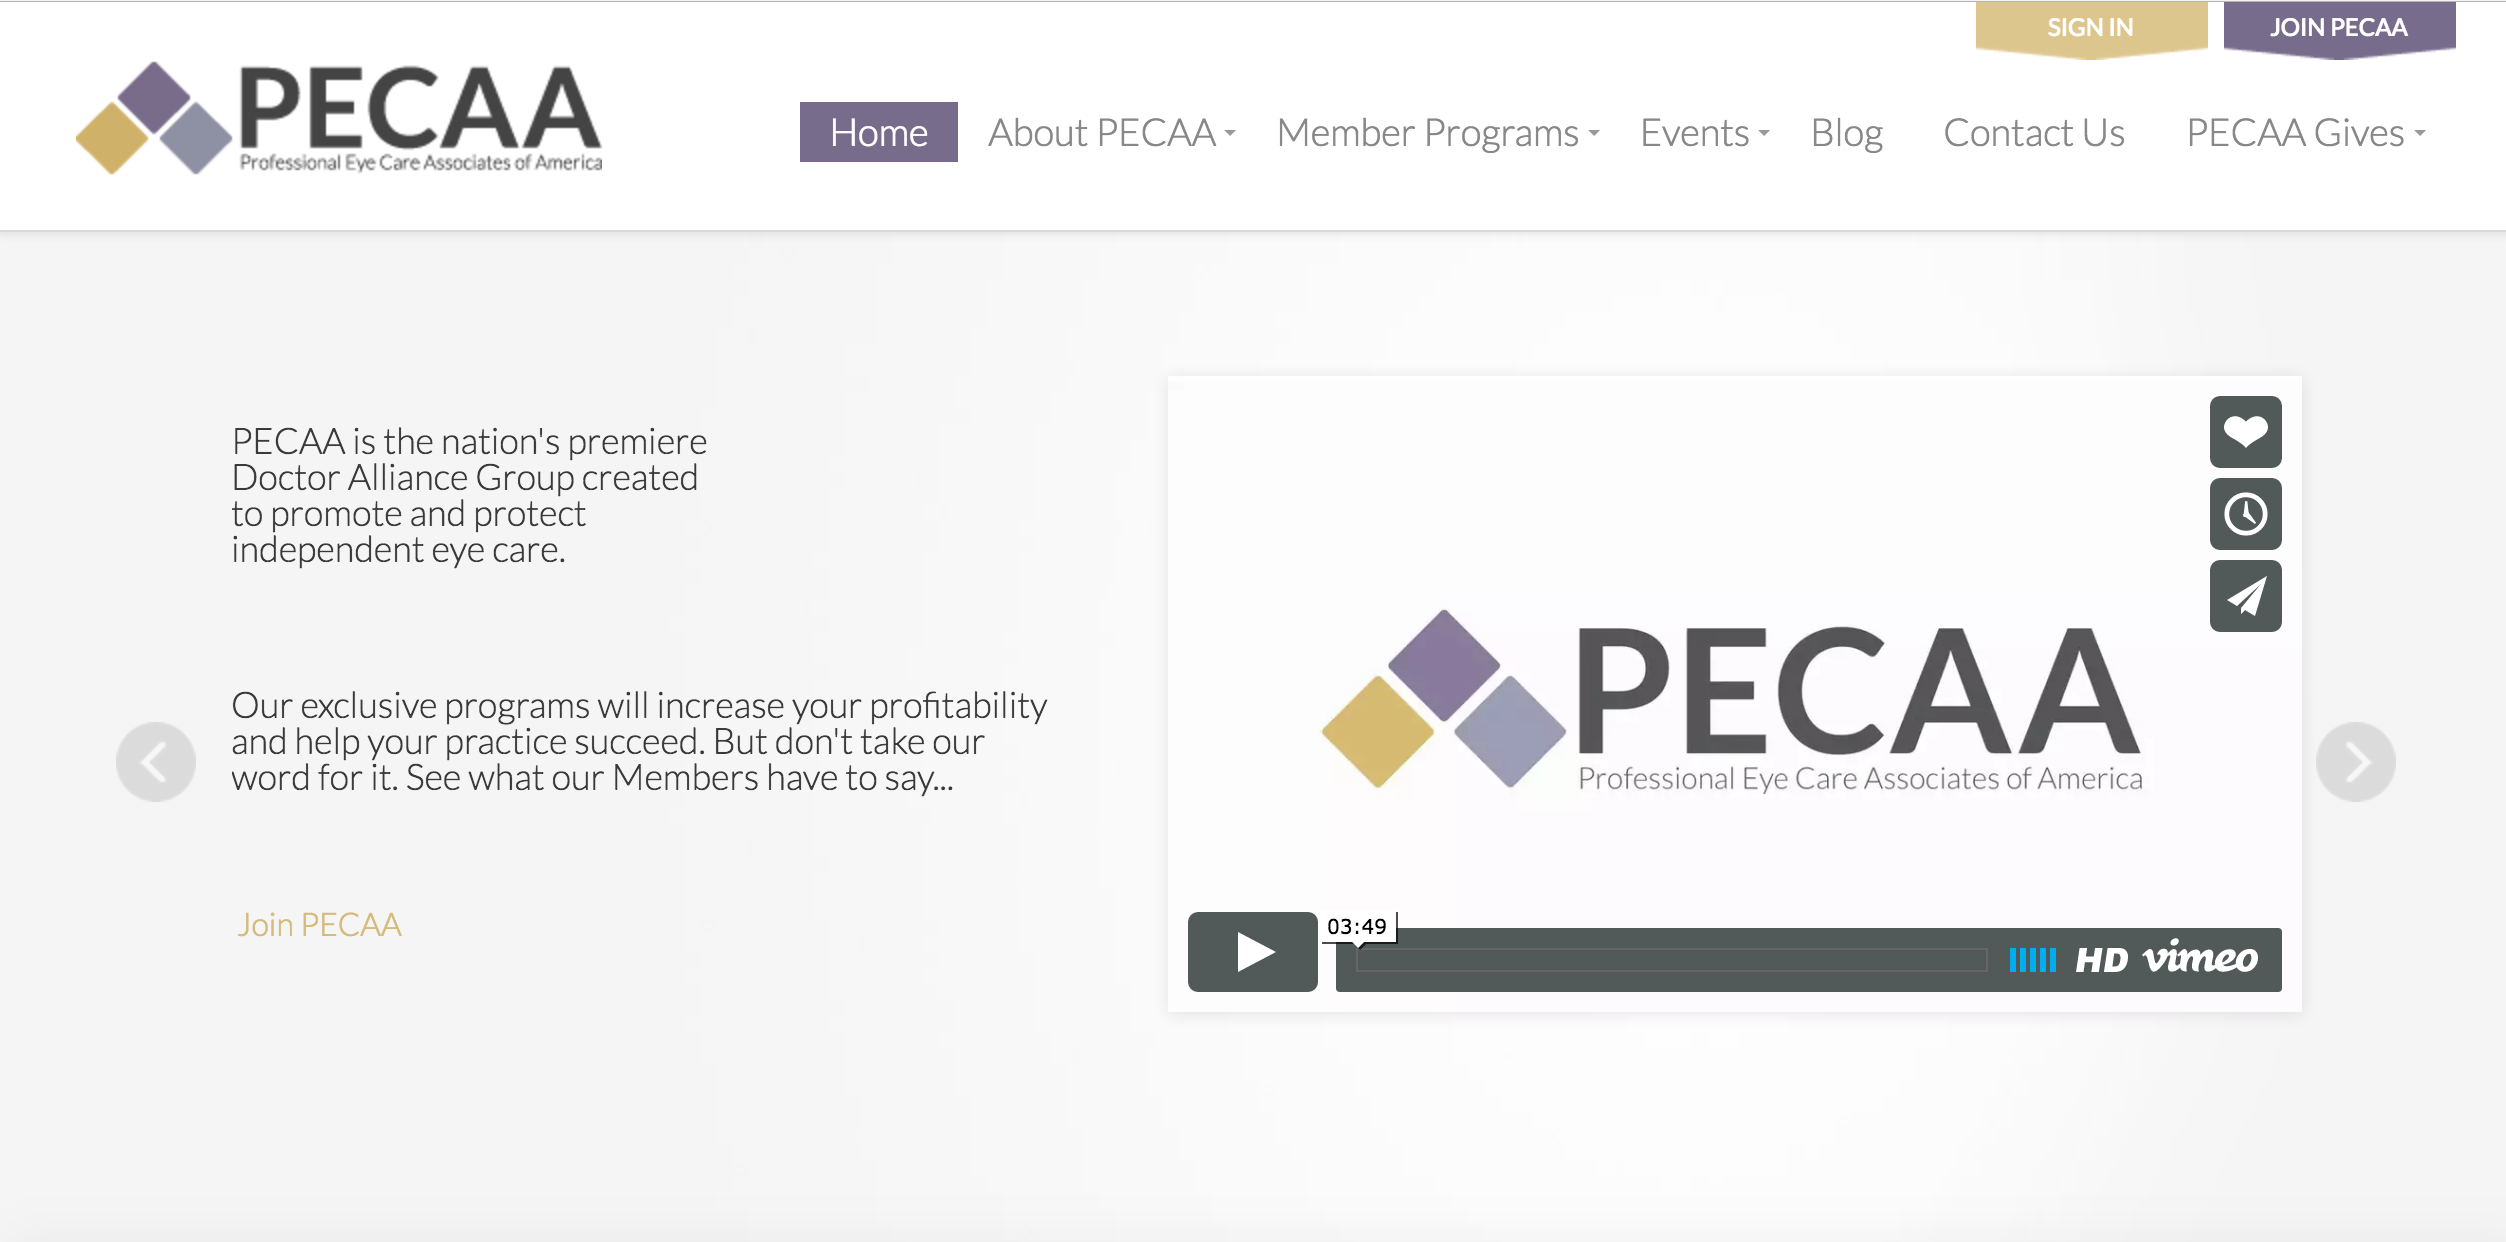 SIGN IN
JOIN PECAA
PECAA
Professional Eye Care Associates of America
Home
About PECAA
Member Programs
Events
Blog
Contact Us
PECAA Gives
PECAA is the nation's premiere
Doctor Alliance Group created
to promote and protect
independent eye care.
Our exclusive programs will increase your profitability
and help your practice succeed. But don't take our
word for it. See what our Members have to say...
Join PECAA
PECAA
Professional Eye Care Associates of America
03:49
HD vimeo